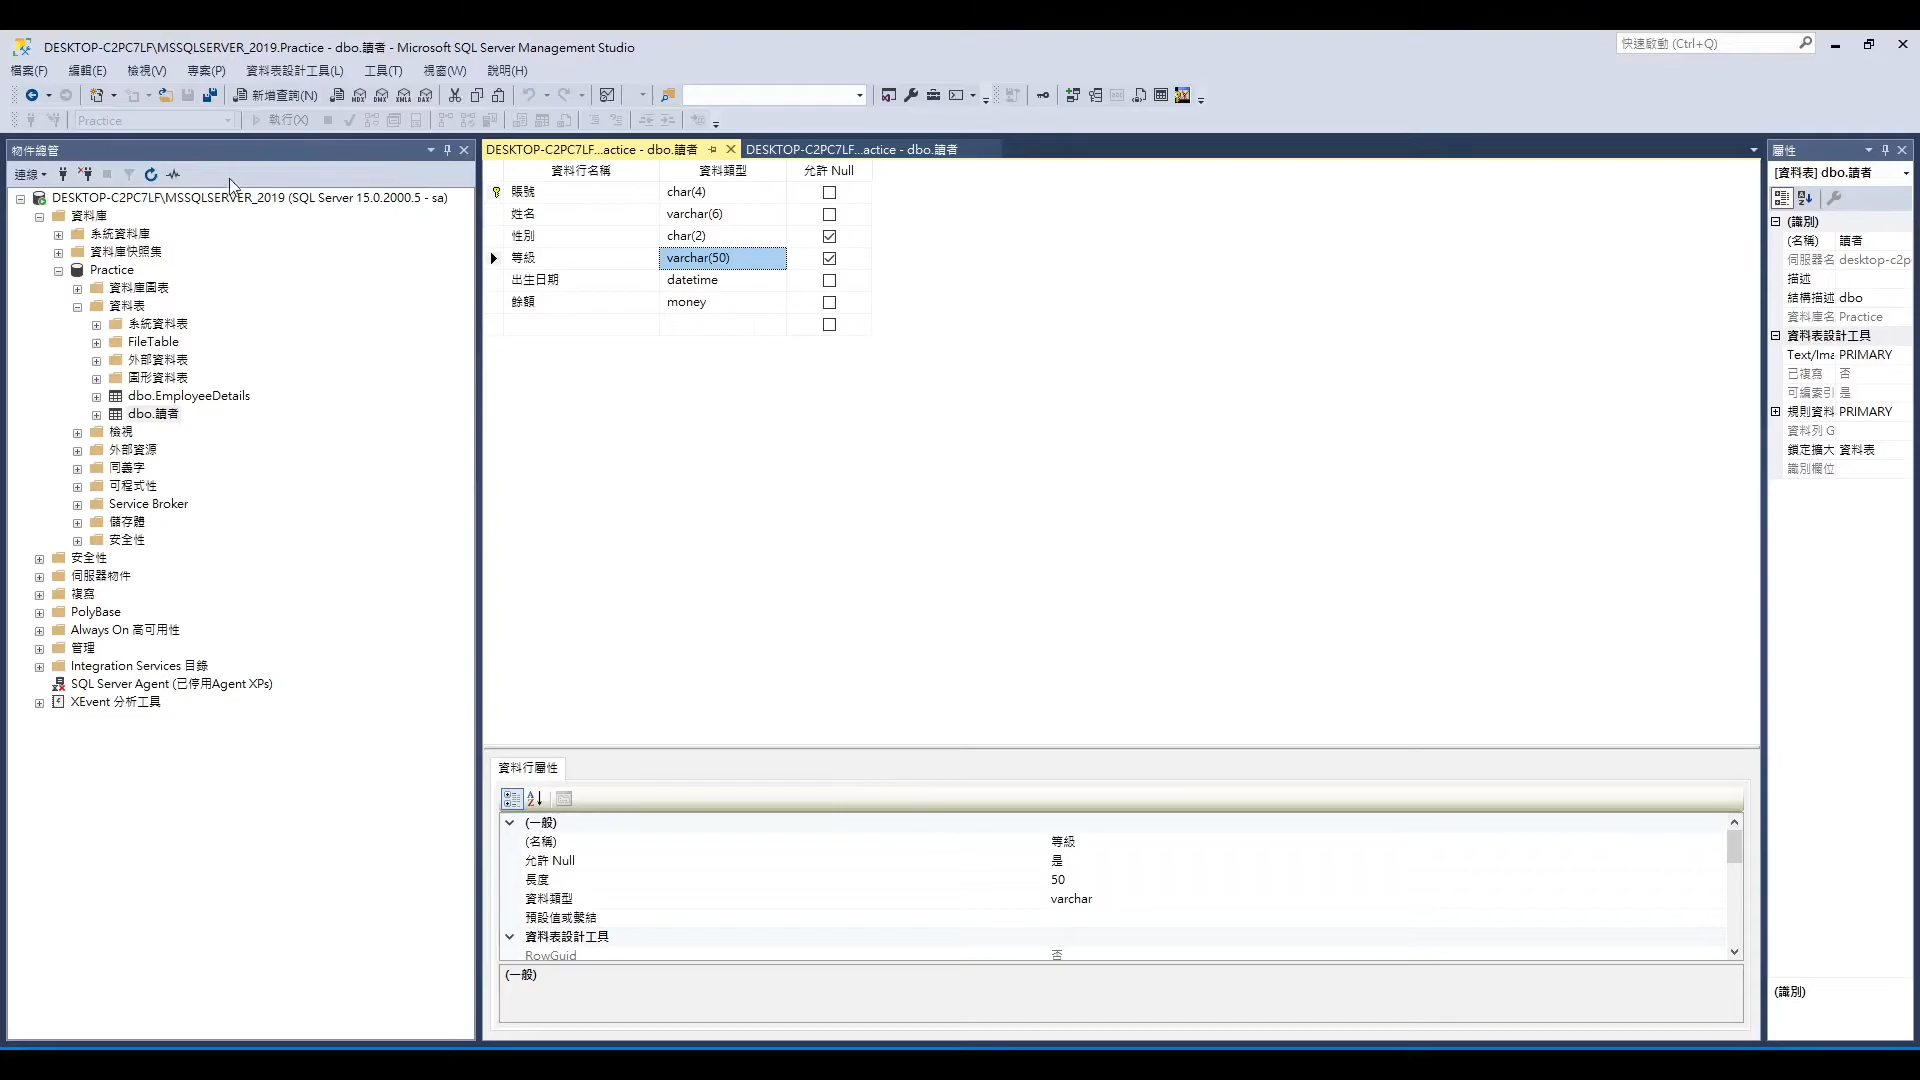 DESKTOP-C2PC7LF\MSSQLSERVER_2019.Practice - dbo.讀者 - Microsoft SQL Server Management Studio
快速啟動 (Ctrl+Q)
檔案(F) 編輯(E) 檢視(V) 專案(P) 資料表設計工具(L) 工具(T) 視窗(W) 說明(H)
新增查詢(N)
Practice
執行(X)
物件總管
連線
DESKTOP-C2PC7LF\MSSQLSERVER_2019 (SQL Server 15.0.2000.5 - sa)
資料庫
系統資料庫
資料庫快照集
Practice
資料庫圖表
資料表
系統資料表
FileTable
外部資料表
圖形資料表
dbo.EmployeeDetails
dbo.讀者
檢視
外部資源
同義字
可程式性
Service Broker
儲存體
安全性
安全性
伺服器物件
複寫
PolyBase
Always On 高可用性
管理
Integration Services 目錄
SQL Server Agent (已停用Agent XPs)
XEvent 分析工具
DESKTOP-C2PC7LF...actice - dbo.讀者
DESKTOP-C2PC7LF...actice - dbo.讀者
資料行名稱 資料類型 允許 Null
賬號 char(4)
姓名 varchar(6)
性別 char(2)
等級 varchar(50)
出生日期 datetime
餘額 money
資料行屬性
(一般)
(名稱) 等級
允許 Null 是
長度 50
資料類型 varchar
預設值或繫結
資料表設計工具
RowGuid 否
(一般)
屬性
[資料表] dbo.讀者
(識別)
(名稱) 讀者
伺服器名 desktop-c2p
描述
結構描述 dbo
資料庫名 Practice
資料表設計工具
Text/Ima PRIMARY
已複寫 否
可編索引 是
規則資料 PRIMARY
資料列 G
鎖定擴大 資料表
識別欄位
(識別)